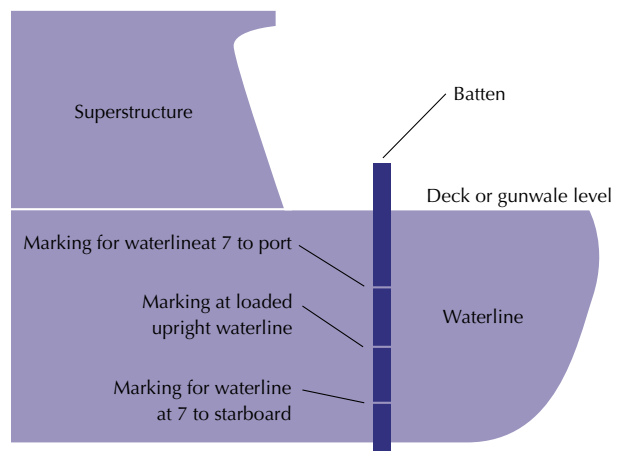 Superstructure
Batten
Deck or gunwale level
Marking for waterlineat 7 to port
Marking at loaded
upright waterline
Waterline
Marking for waterline
at 7 to starboard